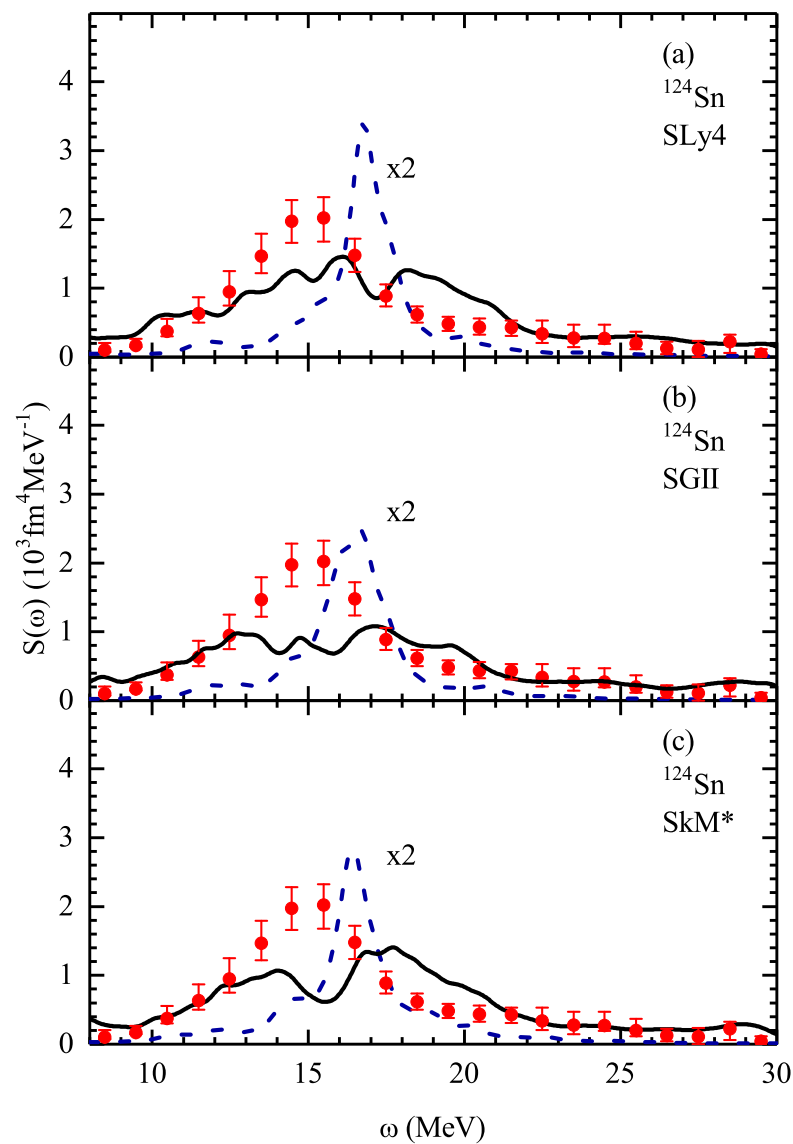 (a)
¹²⁴Sn
SLy4
x2
4
3
2
1
0
(b)
¹²⁴Sn
SGII
x2
4
3
2
1
0
S(ω) (10³fm⁴MeV⁻¹)
(c)
¹²⁴Sn
SkM*
x2
4
3
2
1
0
10 15 20 25 30
ω (MeV)